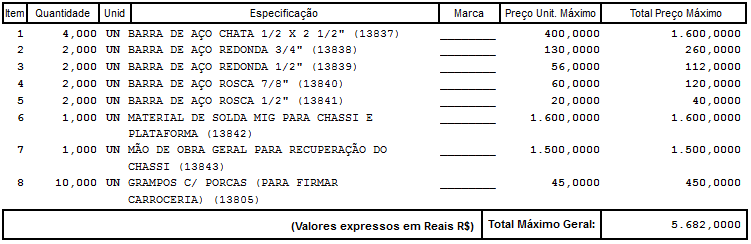 Item Quantidade Unid Especificação Marca Preço Unit. Máximo Total Preço Máximo
1 4,000 UN BARRA DE AÇO CHATA 1/2 X 2 1/2" (13837) 400,0000 1.600,0000
2 2,000 UN BARRA DE AÇO REDONDA 3/4" (13838) 130,0000 260,0000
3 2,000 UN BARRA DE AÇO REDONDA 1/2" (13839) 56,0000 112,0000
4 2,000 UN BARRA DE AÇO ROSCA 7/8" (13840) 60,0000 120,0000
5 2,000 UN BARRA DE AÇO ROSCA 1/2" (13841) 20,0000 40,0000
6 1,000 UN MATERIAL DE SOLDA MIG PARA CHASSI E 1.600,0000 1.600,0000
PLATAFORMA (13842)
7 1,000 UN MÃO DE OBRA GERAL PARA RECUPERAÇÃO DO 1.500,0000 1.500,0000
CHASSI (13843)
8 10,000 UN GRAMPOS C/ PORCAS (PARA FIRMAR 45,0000 450,0000
CARROCERIA) (13805)
(Valores expressos em Reais R$) Total Máximo Geral: 5.682,0000